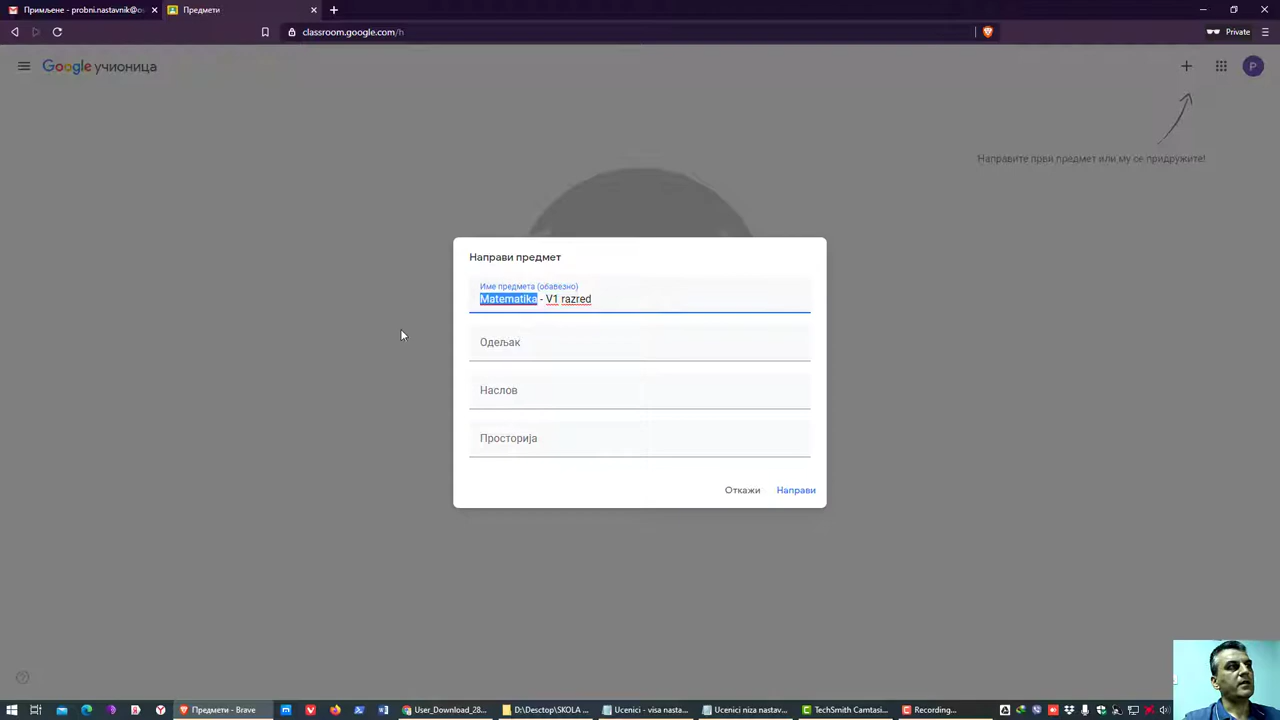 Примљене - probni.nastavnik@os
Предмети
classroom.google.com/h
Private
Google учионица
P
Направите први предмет или му се придружите!
Направи предмет
Име предмета (обавезно)
Matematika - V1 razred
Одељак
Наслов
Просторија
Откажи
Направи
Предмети - Brave
User_Download_28...
D:\Desctop\SKOLA ...
Ucenici - visa nasta...
Ucenici niza nastav...
TechSmith Camtasi...
Recording...